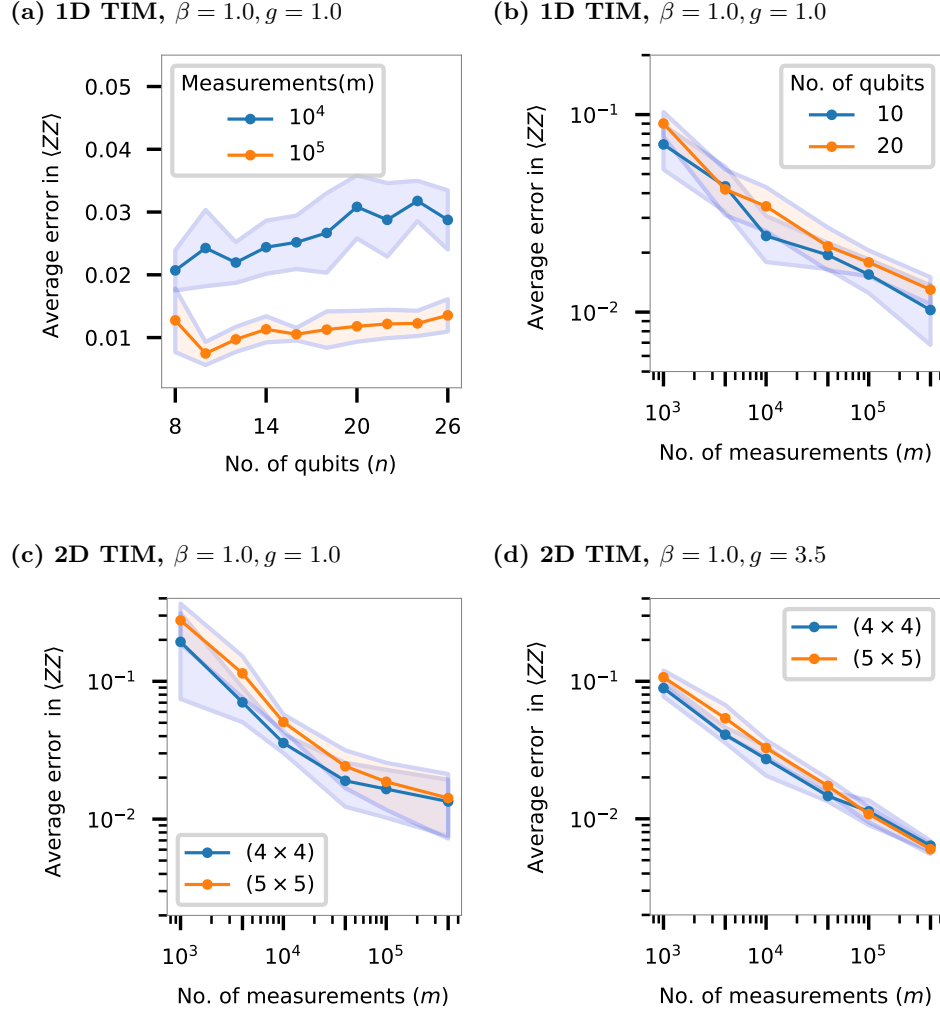 (a) 1D TIM, β = 1.0, g = 1.0
Average error in ⟨ZZ⟩
0.05
0.04
0.03
0.02
0.01
Measurements(m)
10⁴
10⁵
8
14
20
26
No. of qubits (n)
(b) 1D TIM, β = 1.0, g = 1.0
Average error in ⟨ZZ⟩
10⁻¹
10⁻²
No. of qubits
10
20
10³
10⁴
10⁵
No. of measurements (m)
(c) 2D TIM, β = 1.0, g = 1.0
Average error in ⟨ZZ⟩
10⁻¹
10⁻²
(4 × 4)
(5 × 5)
10³
10⁴
10⁵
No. of measurements (m)
(d) 2D TIM, β = 1.0, g = 3.5
Average error in ⟨ZZ⟩
10⁻¹
10⁻²
(4 × 4)
(5 × 5)
10³
10⁴
10⁵
No. of measurements (m)